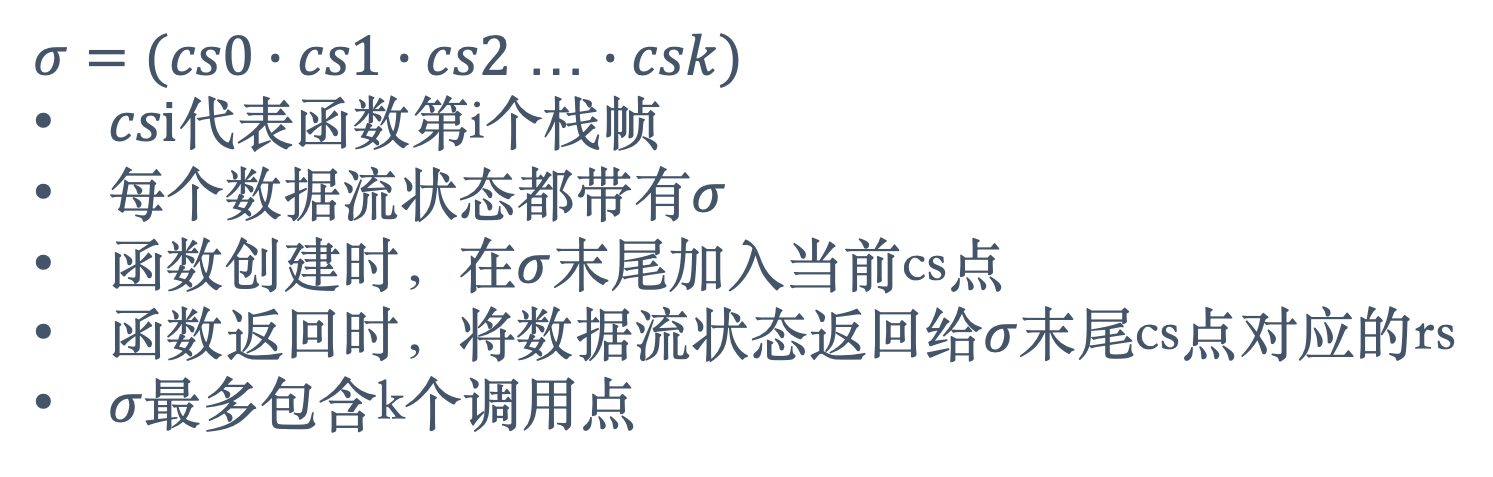 σ = (cs0 · cs1 · cs2 … · csk)
• csi代表函数第i个栈帧
• 每个数据流状态都带有σ
• 函数创建时，在σ末尾加入当前cs点
• 函数返回时，将数据流状态返回给σ末尾cs点对应的rs
• σ最多包含k个调用点